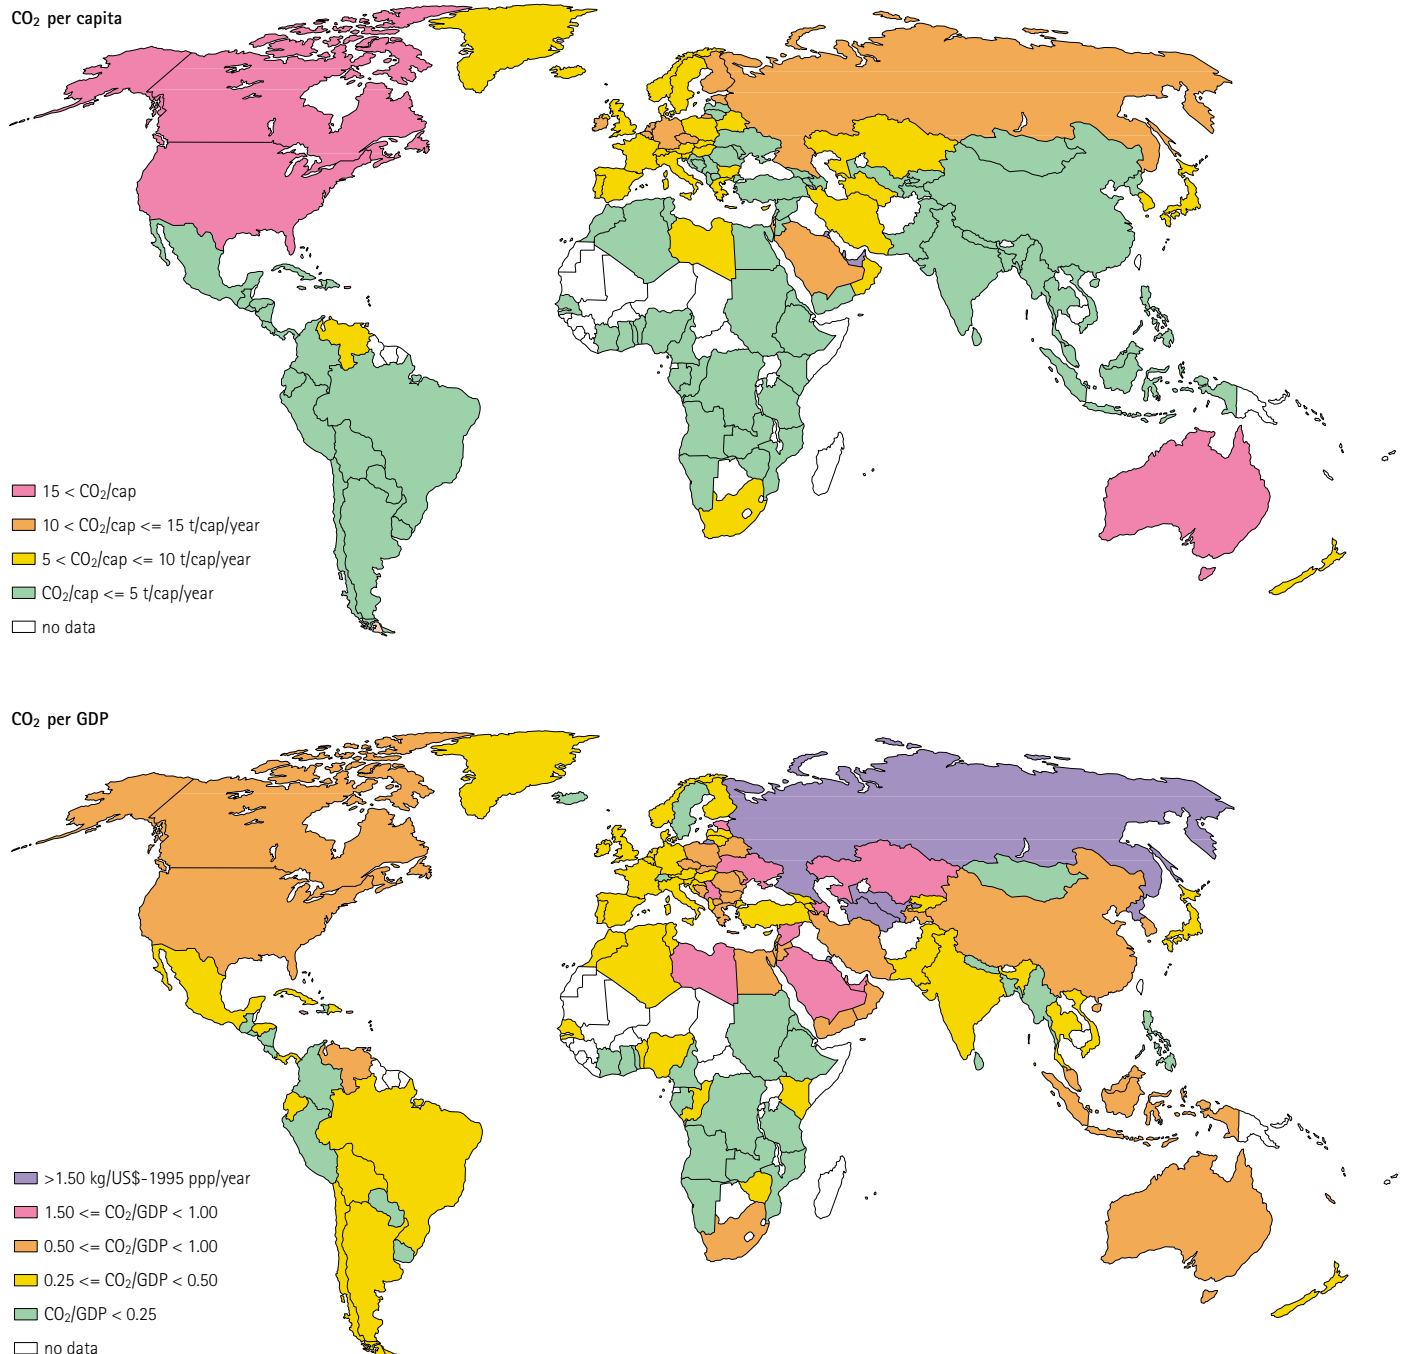 CO₂ per capita
15 < CO₂/cap
10 < CO₂/cap <= 15 t/cap/year
5 < CO₂/cap <= 10 t/cap/year
CO₂/cap <= 5 t/cap/year
no data
CO₂ per GDP
>1.50 kg/US$-1995 ppp/year
1.50 <= CO₂/GDP < 1.00
0.50 <= CO₂/GDP < 1.00
0.25 <= CO₂/GDP < 0.50
CO₂/GDP < 0.25
no data